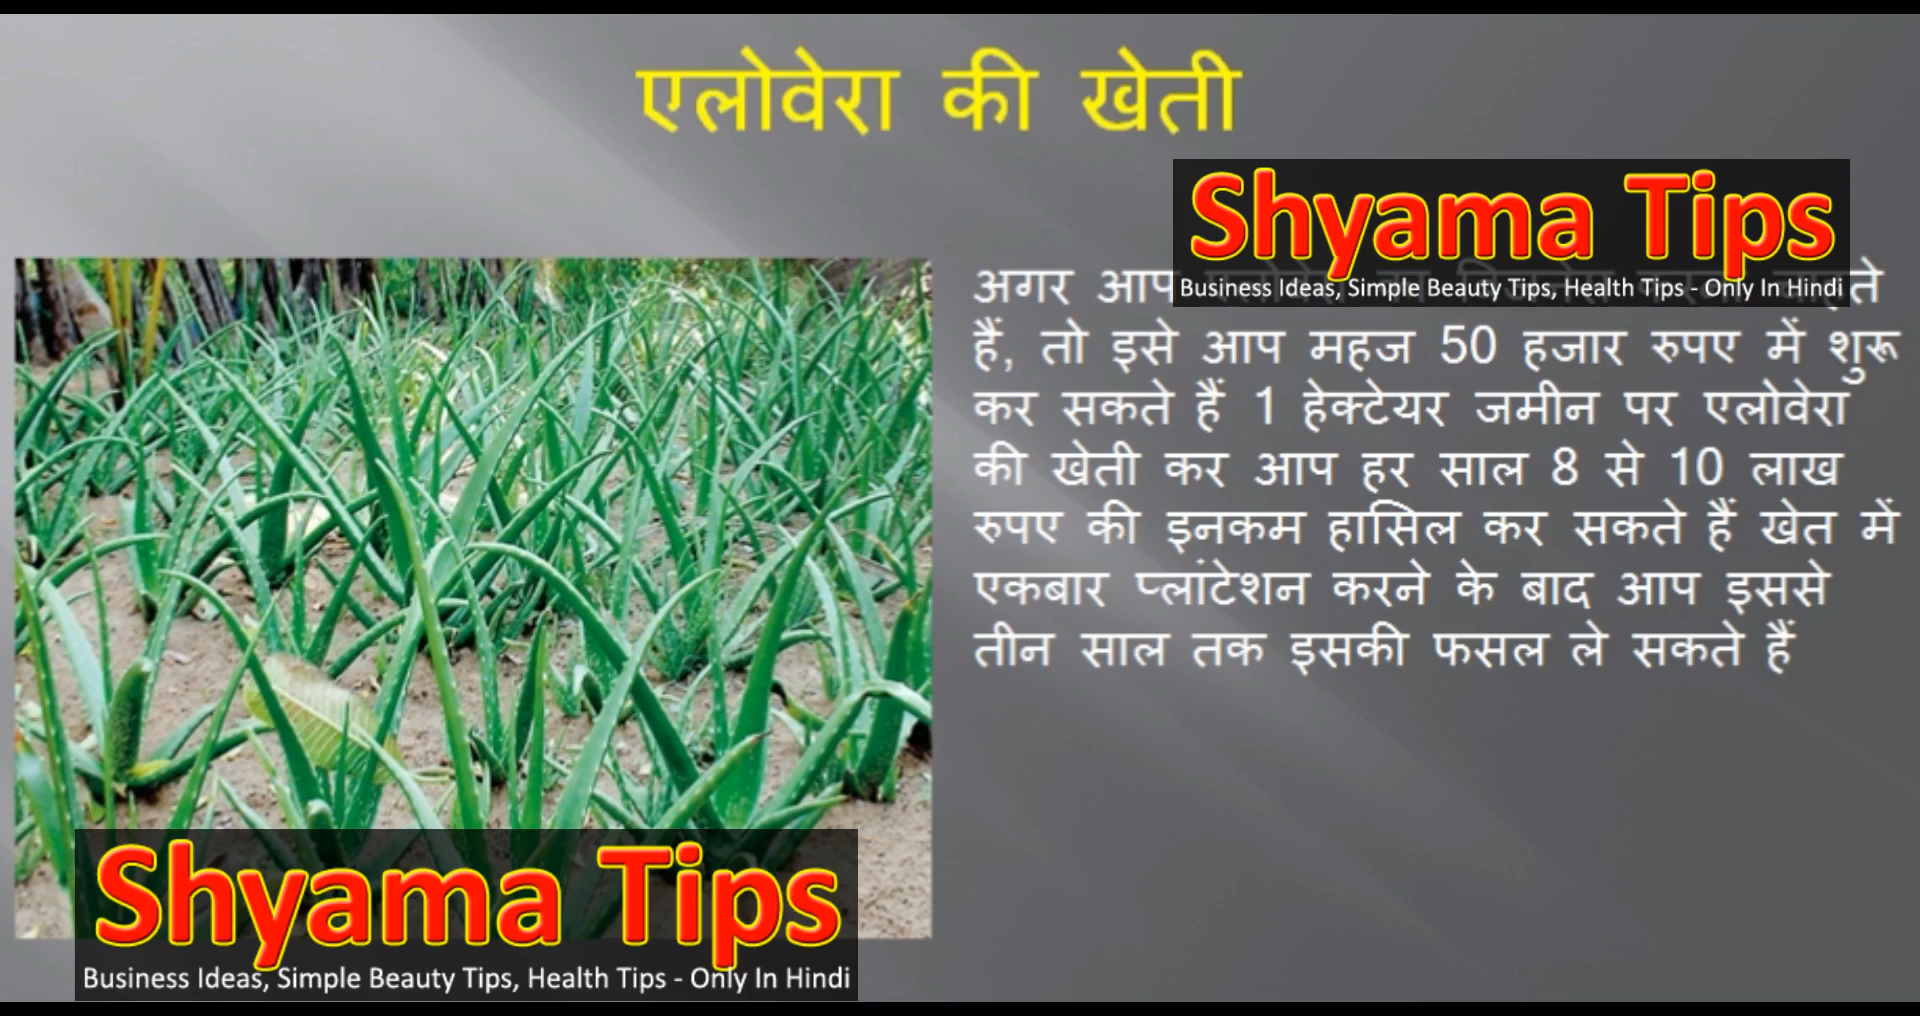 एलोवेरा की खेती
Shyama Tips
Business Ideas, Simple Beauty Tips, Health Tips - Only In Hindi
अगर आप
हैं, तो इसे आप महज 50 हजार रुपए में शुरू
कर सकते हैं 1 हेक्टेयर जमीन पर एलोवेरा
की खेती कर आप हर साल 8 से 10 लाख
रुपए की इनकम हासिल कर सकते हैं खेत में
एकबार प्लांटेशन करने के बाद आप इससे
तीन साल तक इसकी फसल ले सकते हैं
Shyama Tips
Business Ideas, Simple Beauty Tips, Health Tips - Only In Hindi